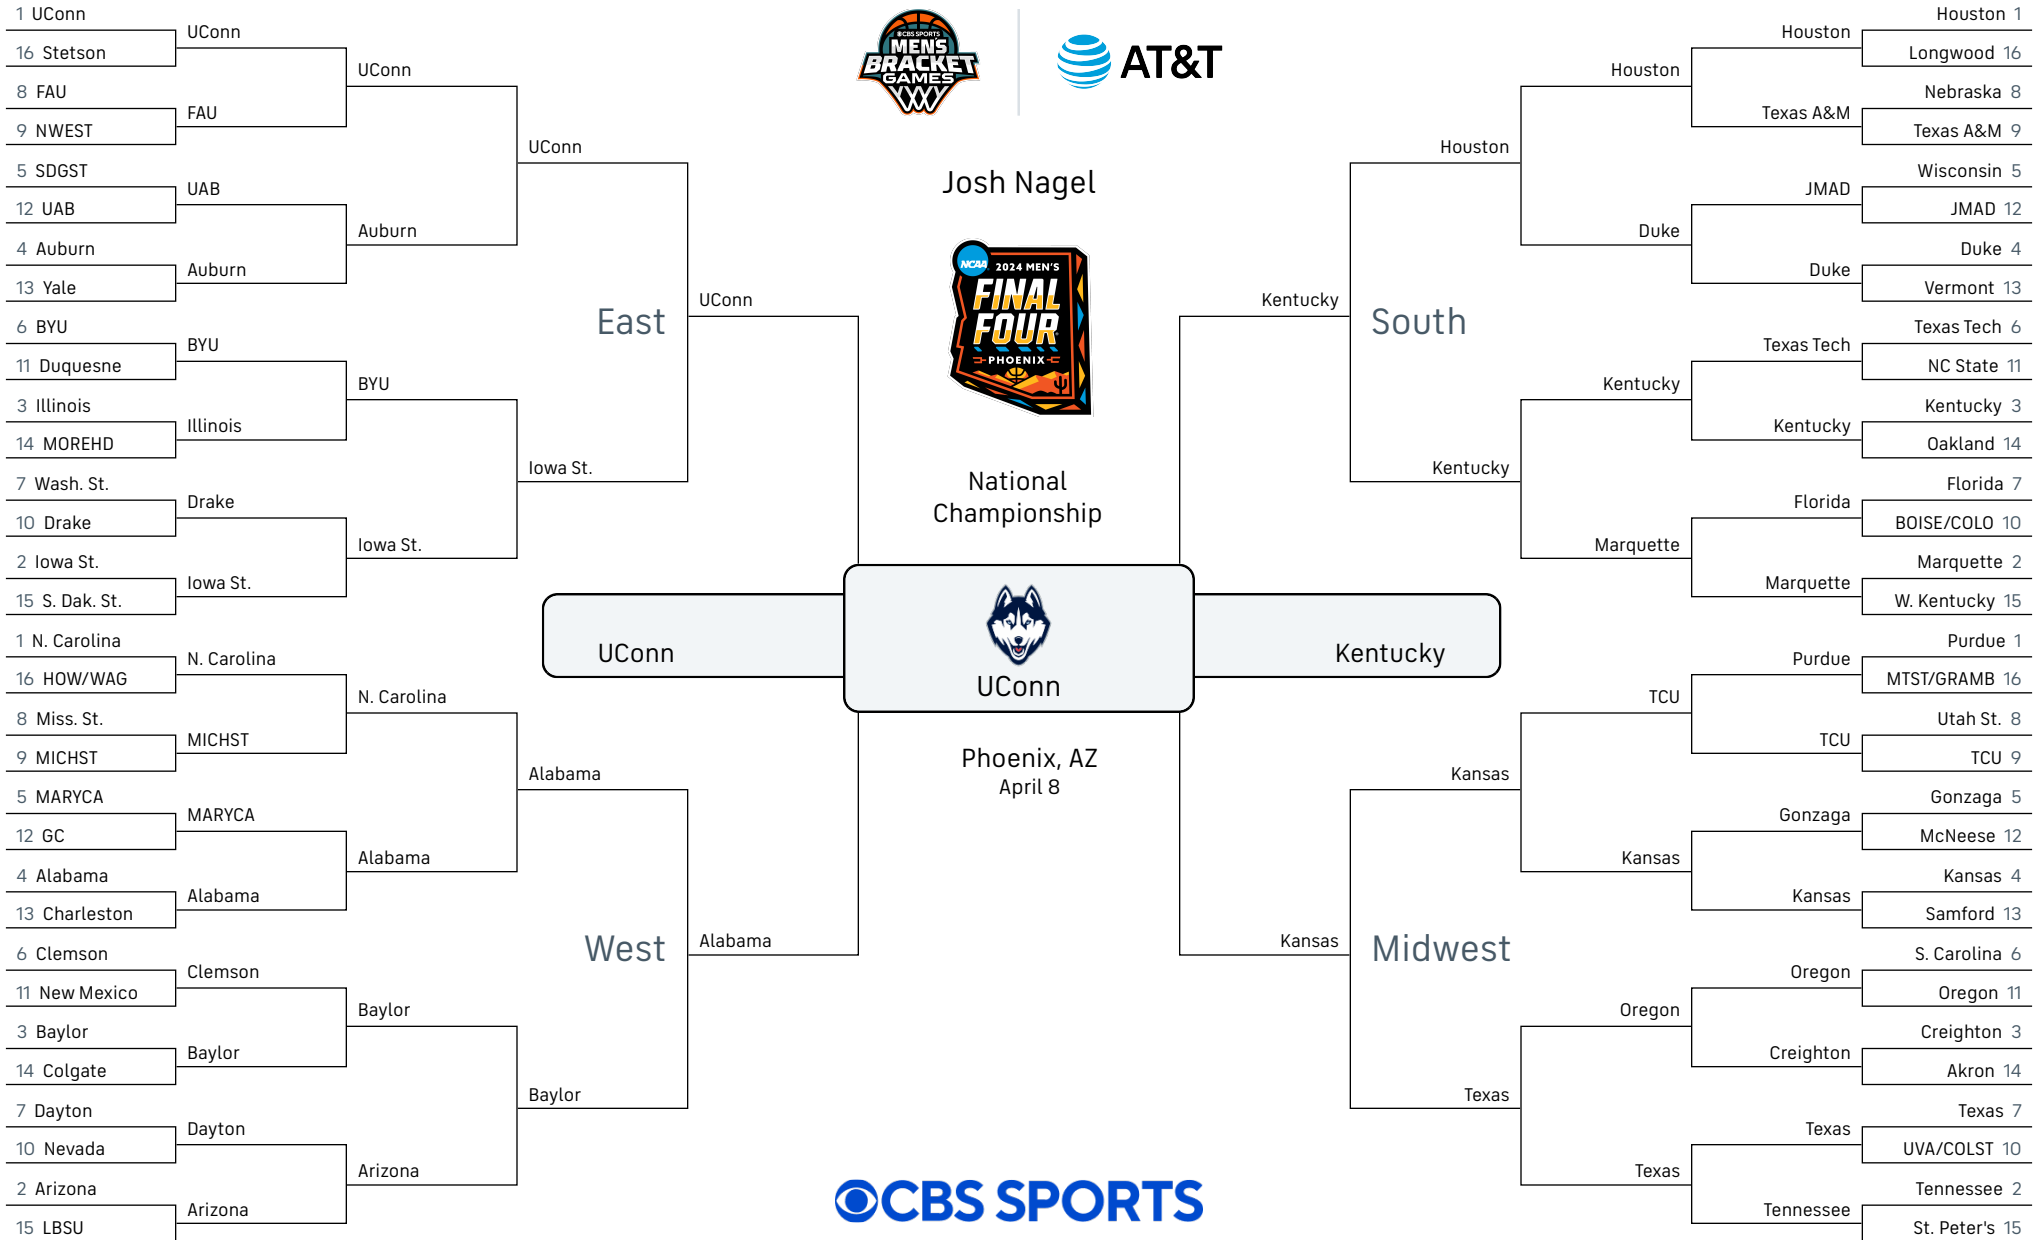 1 UConn
16 Stetson
8 FAU
9 NWEST
5 SDGST
12 UAB
4 Auburn
13 Yale
6 BYU
11 Duquesne
3 Illinois
14 MOREHD
7 Wash. St.
10 Drake
2 Iowa St.
15 S. Dak. St.
1 N. Carolina
16 HOW/WAG
8 Miss. St.
9 MICHST
5 MARYCA
12 GC
4 Alabama
13 Charleston
6 Clemson
11 New Mexico
3 Baylor
14 Colgate
7 Dayton
10 Nevada
2 Arizona
15 LBSU
UConn
FAU
UAB
Auburn
BYU
Illinois
Drake
Iowa St.
N. Carolina
MICHST
MARYCA
Alabama
Clemson
Baylor
Dayton
Arizona
UConn
Auburn
BYU
Iowa St.
N. Carolina
Alabama
Baylor
Arizona
UConn
Iowa St.
Alabama
Baylor
East
West
UConn
Alabama
CBS SPORTS
MEN'S
BRACKET
GAMES
AT&T
Josh Nagel
NCAA
2024 MEN'S
FINAL
FOUR
PHOENIX
National
Championship
UConn
UConn
Kentucky
Phoenix, AZ
April 8
CBS SPORTS
Kentucky
Kansas
South
Midwest
Houston
Kentucky
Kansas
Texas
Houston
Duke
Kentucky
Marquette
TCU
Kansas
Oregon
Texas
Houston
Texas A&M
JMAD
Duke
Texas Tech
Kentucky
Florida
Marquette
Purdue
TCU
Gonzaga
Kansas
Oregon
Creighton
Texas
Tennessee
Houston 1
Longwood 16
Nebraska 8
Texas A&M 9
Wisconsin 5
JMAD 12
Duke 4
Vermont 13
Texas Tech 6
NC State 11
Kentucky 3
Oakland 14
Florida 7
BOISE/COLO 10
Marquette 2
W. Kentucky 15
Purdue 1
MTST/GRAMB 16
Utah St. 8
TCU 9
Gonzaga 5
McNeese 12
Kansas 4
Samford 13
S. Carolina 6
Oregon 11
Creighton 3
Akron 14
Texas 7
UVA/COLST 10
Tennessee 2
St. Peter's 15